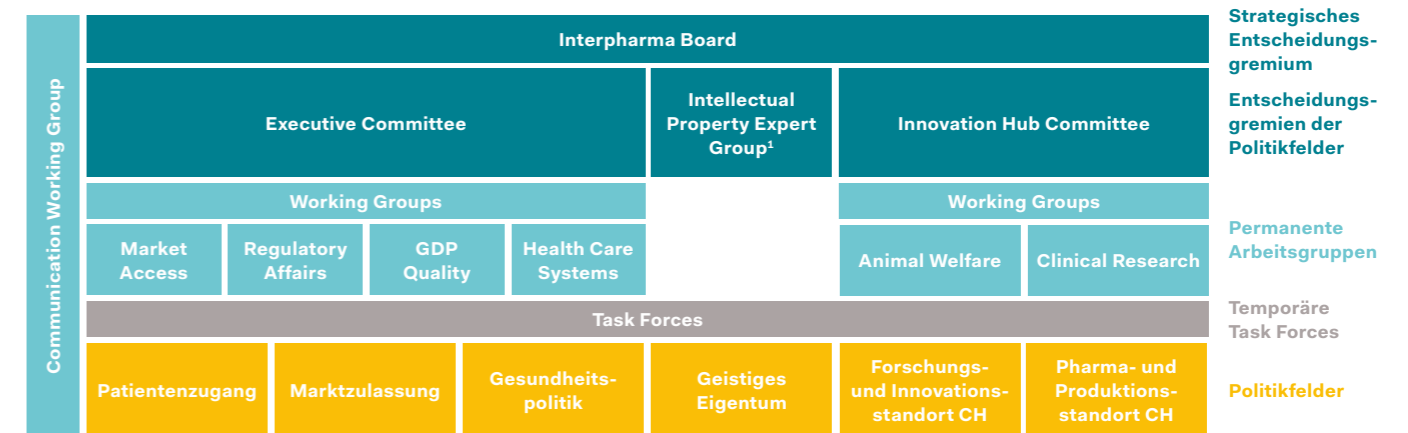 Communication Working Group
Interpharma Board
Strategisches
Entscheidungs-
gremium
Executive Committee
Intellectual
Property Expert
Group¹
Innovation Hub Committee
Entscheidungs-
gremien der
Politikfelder
Working Groups
Working Groups
Market
Access
Regulatory
Affairs
GDP
Quality
Health Care
Systems
Animal Welfare
Clinical Research
Permanente
Arbeitsgruppen
Task Forces
Temporäre
Task Forces
Patientenzugang
Marktzulassung
Gesundheits-
politik
Geistiges
Eigentum
Forschungs-
und Innovations-
standort CH
Pharma- und
Produktions-
standort CH
Politikfelder